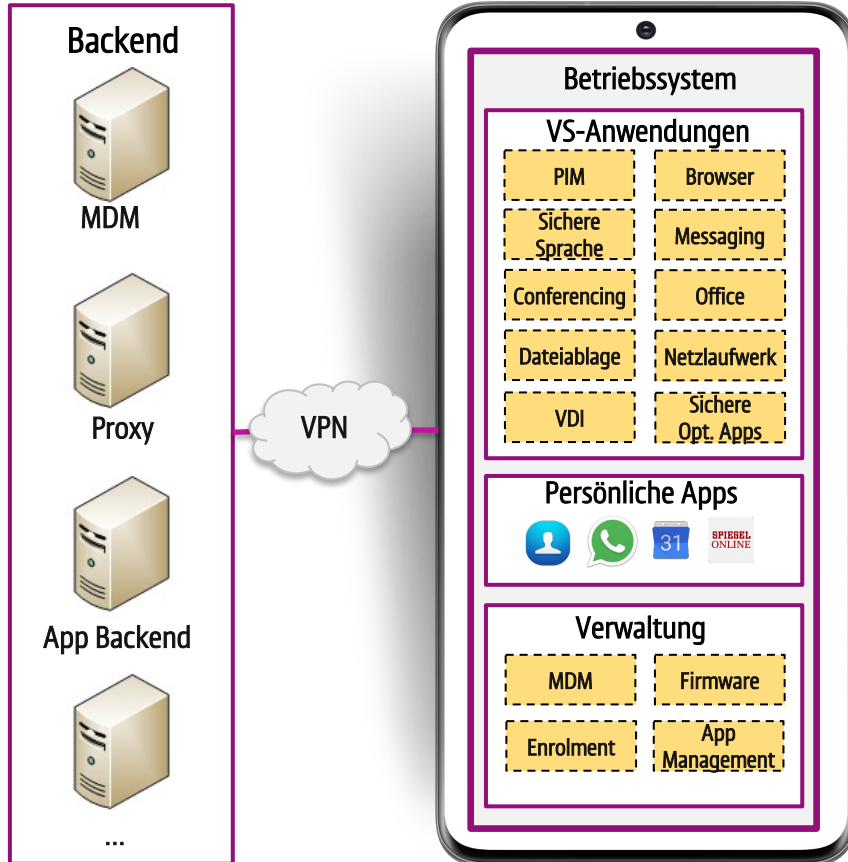 Backend
MDM
Proxy
App Backend
...
VPN
Betriebssystem
VS-Anwendungen
PIM
Browser
Sichere
Sprache
Messaging
Conferencing
Office
Dateiablage
Netzlaufwerk
VDI
Sichere
Opt. Apps
Persönliche Apps
31
SPIEGEL
ONLINE
Verwaltung
MDM
Firmware
Enrolment
App
Management